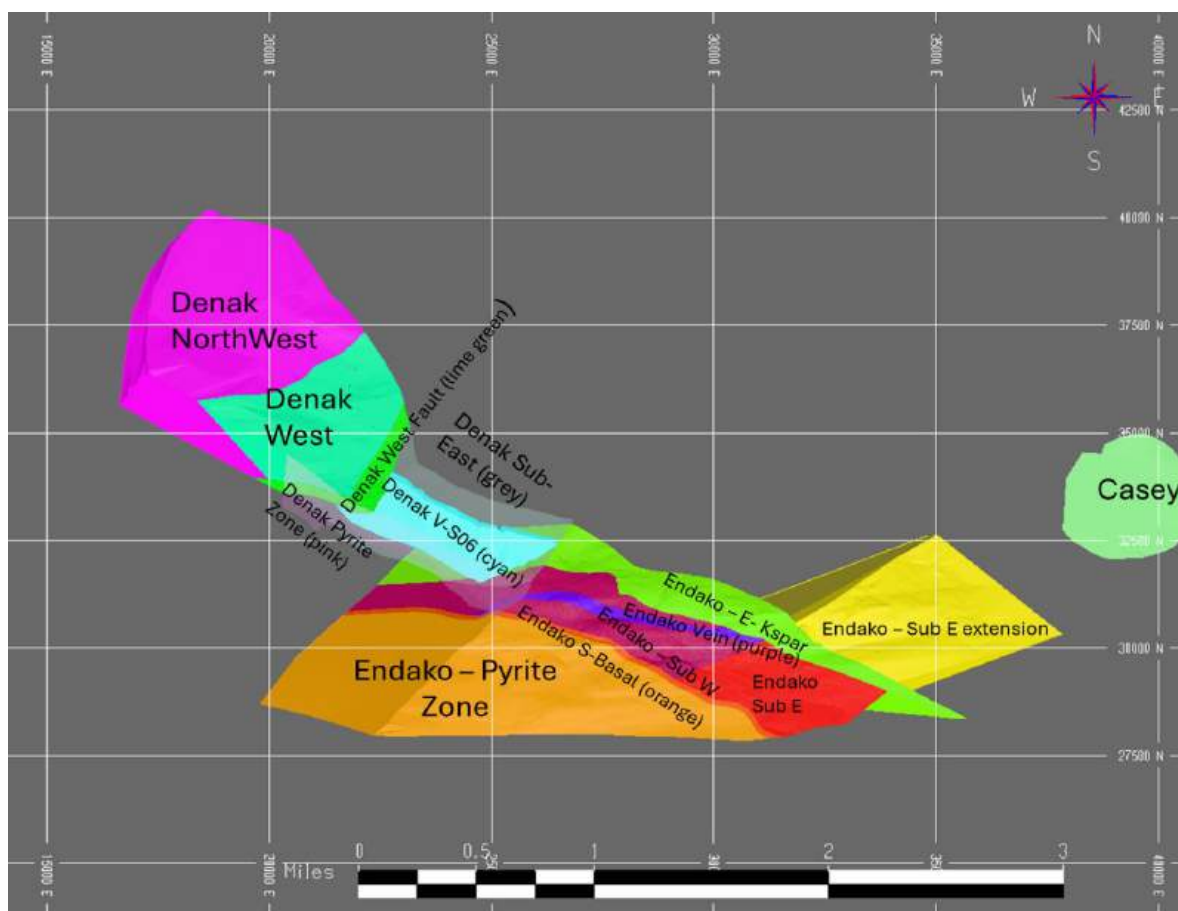 15000 E
20000 E
25000 E
30000 E
35000 E
40000 E
N
W
E
S
42500 N
40000 N
37500 N
35000 N
32500 N
30000 N
27500 N
Denak
NorthWest
Denak
West
Denak West Fault (lime green)
Denak Sub-
East (grey)
Denak Pyrite
Zone (pink)
Denak V-S06 (cyan)
Casey
Endako – E- Kspar
Endako Vein (purple)
Endako – Sub W
Endako S-Basal (orange)
Endako – Sub E extension
Endako
Sub E
Endako – Pyrite
Zone
15000 E
20000 E
40000 E
Miles
0
0.5
1
2
3